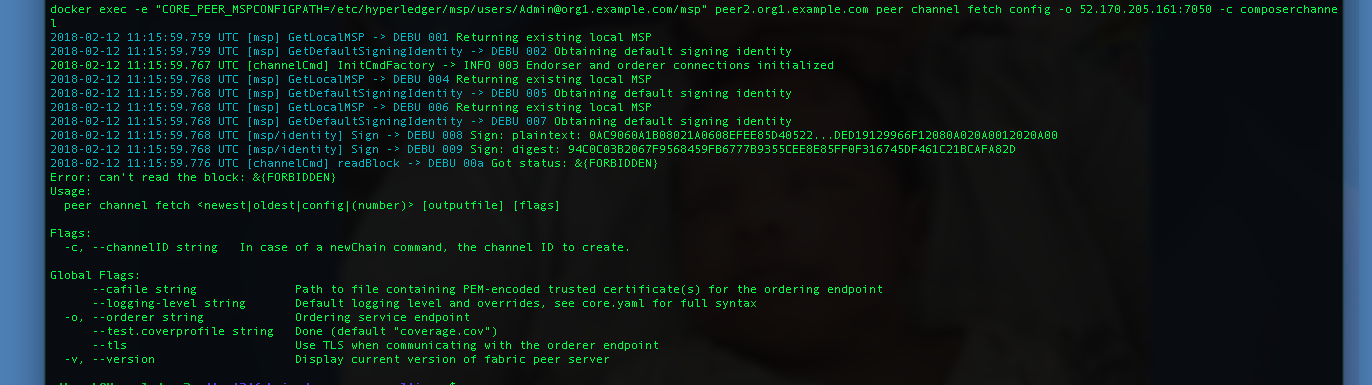 docker exec -e "CORE_PEER_MSPCONFIGPATH=/etc/hyperledger/msp/users/Admin@org1.example.com/msp" peer2.org1.example.com peer channel fetch config -o 52.170.205.161:7050 -c composerchanne
l
2018-02-12 11:15:59.759 UTC [msp] GetLocalMSP -> DEBU 001 Returning existing local MSP
2018-02-12 11:15:59.759 UTC [msp] GetDefaultSigningIdentity -> DEBU 002 Obtaining default signing identity
2018-02-12 11:15:59.767 UTC [channelCmd] InitCmdFactory -> INFO 003 Endorser and orderer connections initialized
2018-02-12 11:15:59.768 UTC [msp] GetLocalMSP -> DEBU 004 Returning existing local MSP
2018-02-12 11:15:59.768 UTC [msp] GetDefaultSigningIdentity -> DEBU 005 Obtaining default signing identity
2018-02-12 11:15:59.768 UTC [msp] GetLocalMSP -> DEBU 006 Returning existing local MSP
2018-02-12 11:15:59.768 UTC [msp] GetDefaultSigningIdentity -> DEBU 007 Obtaining default signing identity
2018-02-12 11:15:59.768 UTC [msp/identity] Sign -> DEBU 008 Sign: plaintext: 0AC9060A1B08021A0608EFEE85D40522...DED19129966F12080A020A0012020A00
2018-02-12 11:15:59.768 UTC [msp/identity] Sign -> DEBU 009 Sign: digest: 94C0C03B2067F9568459FB6777B9355CEE8E85FF0F316745DF461C21BCAFA82D
2018-02-12 11:15:59.776 UTC [channelCmd] readBlock -> DEBU 00a Got status: &{FORBIDDEN}
Error: can't read the block: &{FORBIDDEN}
Usage:
peer channel fetch <newest|oldest|config|(number)> [outputfile] [flags]
Flags:
-c, --channelID string In case of a newChain command, the channel ID to create.
Global Flags:
--cafile string Path to file containing PEM-encoded trusted certificate(s) for the ordering endpoint
--logging-level string Default logging level and overrides, see core.yaml for full syntax
-o, --orderer string Ordering service endpoint
--test.coverprofile string Done (default "coverage.cov")
--tls Use TLS when communicating with the orderer endpoint
-v, --version Display current version of fabric peer server